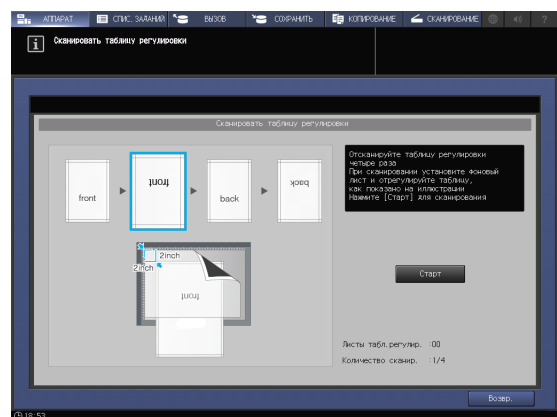 АППАРАТ СПИС. ЗАДАНИЙ ВЫЗОВ СОХРАНИТЬ КОПИРОВАНИЕ СКАНИРОВАНИЕ ?
i Сканировать таблицу регулировки
Сканировать таблицу регулировки
front front back back
Отсканируйте таблицу регулировки
четыре раза
При сканировании установите фоновый
лист и отрегулируйте таблицу,
как показано на иллюстрации
Нажмите [Старт] для сканирования
2inch
2inch
front
Старт
Листы табл.регулир. :00
Количество сканир. :1/4
Возвр.
18:53